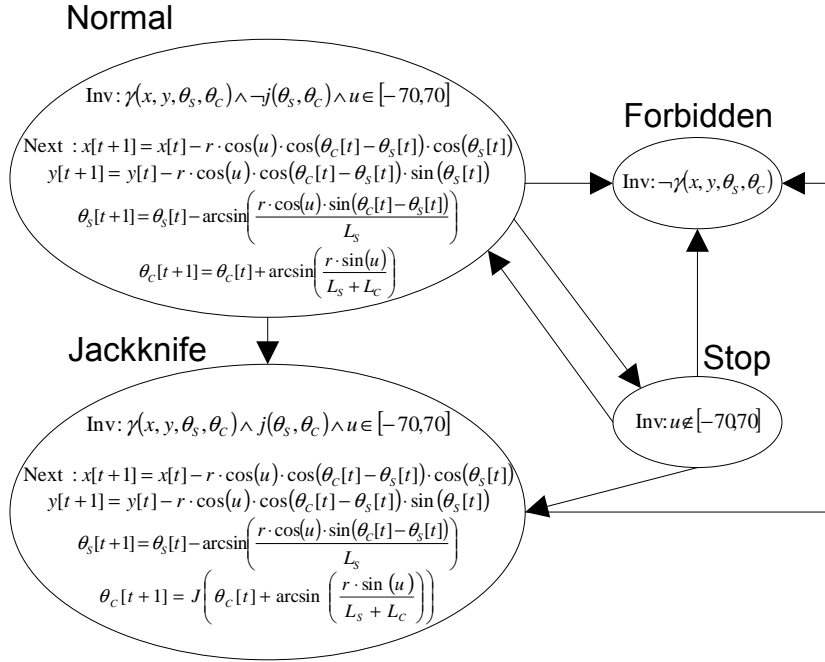 Normal
Inv: γ(x, y, θ_S, θ_C) ∧ ¬j(θ_S, θ_C) ∧ u ∈ [−70,70]
Next : x[t+1] = x[t] − r · cos(u) · cos(θ_C[t] − θ_S[t]) · cos(θ_S[t])
y[t+1] = y[t] − r · cos(u) · cos(θ_C[t] − θ_S[t]) · sin(θ_S[t])
θ_S[t+1] = θ_S[t] − arcsin(r · cos(u) · sin(θ_C[t] − θ_S[t]) / L_S)
θ_C[t+1] = θ_C[t] + arcsin(r · sin(u) / L_S + L_C)
Forbidden
Inv: ¬γ(x, y, θ_S, θ_C)
Jackknife
Inv: γ(x, y, θ_S, θ_C) ∧ j(θ_S, θ_C) ∧ u ∈ [−70,70]
Next : x[t+1] = x[t] − r · cos(u) · cos(θ_C[t] − θ_S[t]) · cos(θ_S[t])
y[t+1] = y[t] − r · cos(u) · cos(θ_C[t] − θ_S[t]) · sin(θ_S[t])
θ_S[t+1] = θ_S[t] − arcsin(r · cos(u) · sin(θ_C[t] − θ_S[t]) / L_S)
θ_C[t+1] = J(θ_C[t] + arcsin(r · sin(u) / L_S + L_C))
Stop
Inv: u ∉ [−70,70]